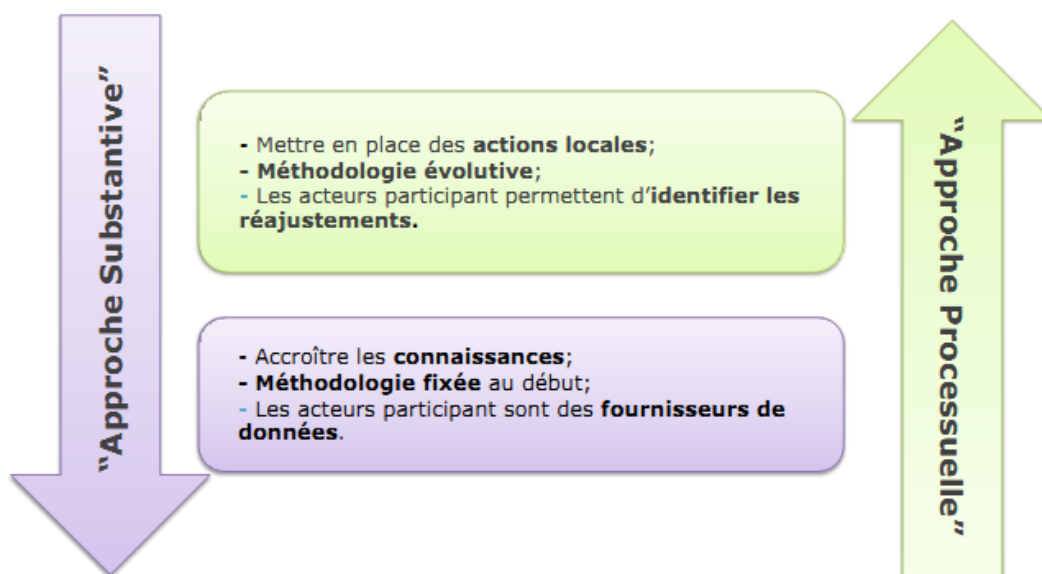 “Approche Substantive”
- Mettre en place des actions locales;
- Méthodologie évolutive;
- Les acteurs participant permettent d’identifier les
réajustements.
- Accroître les connaissances;
- Méthodologie fixée au début;
- Les acteurs participant sont des fournisseurs de
données.
“Approche Processuelle”